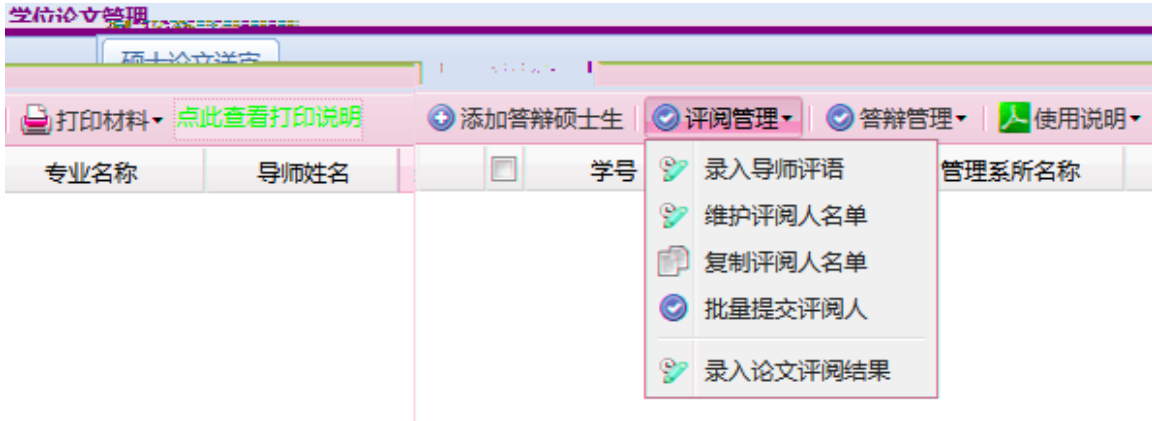 学位论文管理
硕士论文送审
打印材料 点此查看打印说明 添加答辩硕士生 评阅管理 答辩管理 使用说明
专业名称 导师姓名 学号 管理系所名称
录入导师评语
维护评阅人名单
复制评阅人名单
批量提交评阅人
录入论文评阅结果